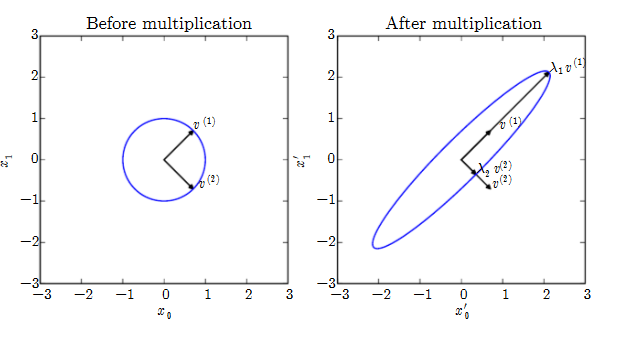 Before multiplication
3
2
1
0
−1
−2
−3
−3 −2 −1 0 1 2 3
x₁
x₀
v⁽¹⁾
v⁽²⁾
After multiplication
3
2
1
0
−1
−2
−3
−3 −2 −1 0 1 2 3
x′₁
x′₀
λ₁ v⁽¹⁾
v⁽¹⁾
λ₂ v⁽²⁾
v⁽²⁾